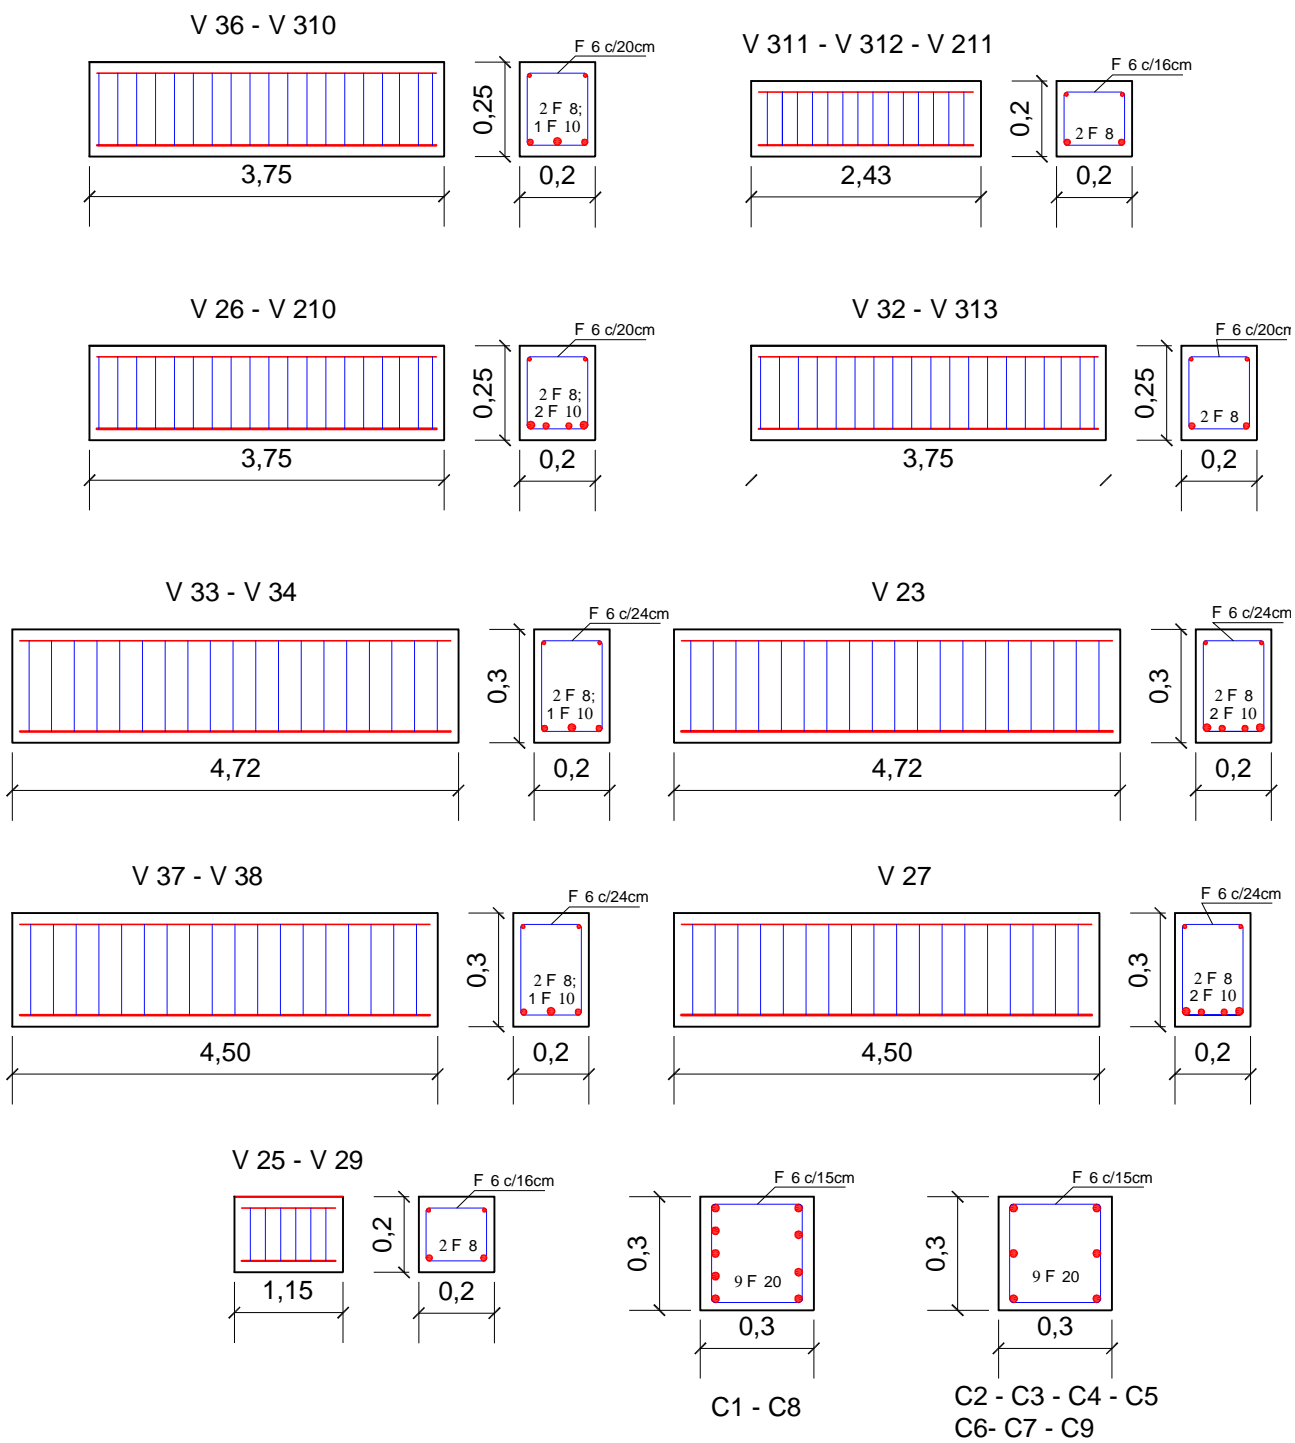 V 36 - V 310
F 6 c/20cm
0,25
2 F 8;
1 F 10
3,75
0,2
V 311 - V 312 - V 211
F 6 c/16cm
0,2
2 F 8
2,43
0,2
V 26 - V 210
F 6 c/20cm
0,25
2 F 8;
2 F 10
3,75
0,2
V 32 - V 313
F 6 c/20cm
0,25
2 F 8
3,75
0,2
V 33 - V 34
F 6 c/24cm
0,3
2 F 8;
1 F 10
4,72
0,2
V 23
F 6 c/24cm
0,3
2 F 8
2 F 10
4,72
0,2
V 37 - V 38
F 6 c/24cm
0,3
2 F 8;
1 F 10
4,50
0,2
V 27
F 6 c/24cm
0,3
2 F 8
2 F 10
4,50
0,2
V 25 - V 29
F 6 c/16cm
0,2
2 F 8
1,15
0,2
F 6 c/15cm
0,3
9 F 20
0,3
C1 - C8
F 6 c/15cm
0,3
9 F 20
0,3
C2 - C3 - C4 - C5
C6- C7 - C9